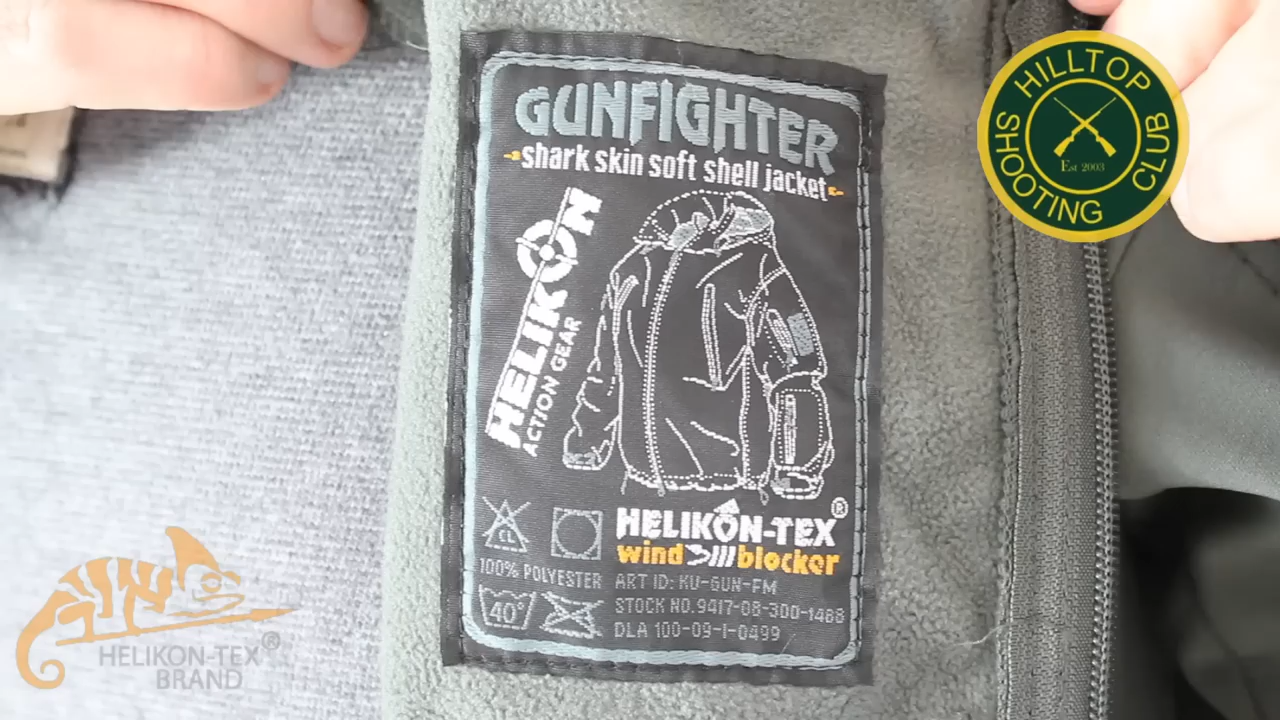 GUNFIGHTER
shark skin soft shell jacket
HELIKON
ACTION GEAR
CL
100% POLYESTER
40°
HELIKON-TEX®
wind blocker
ART ID: KU-GUN-FM
STOCK NO. 9417-08-300-1488
DLA 100-09-1-0499
HILLTOP
SHOOTING CLUB
Est 2003
HELIKON-TEX®
BRAND